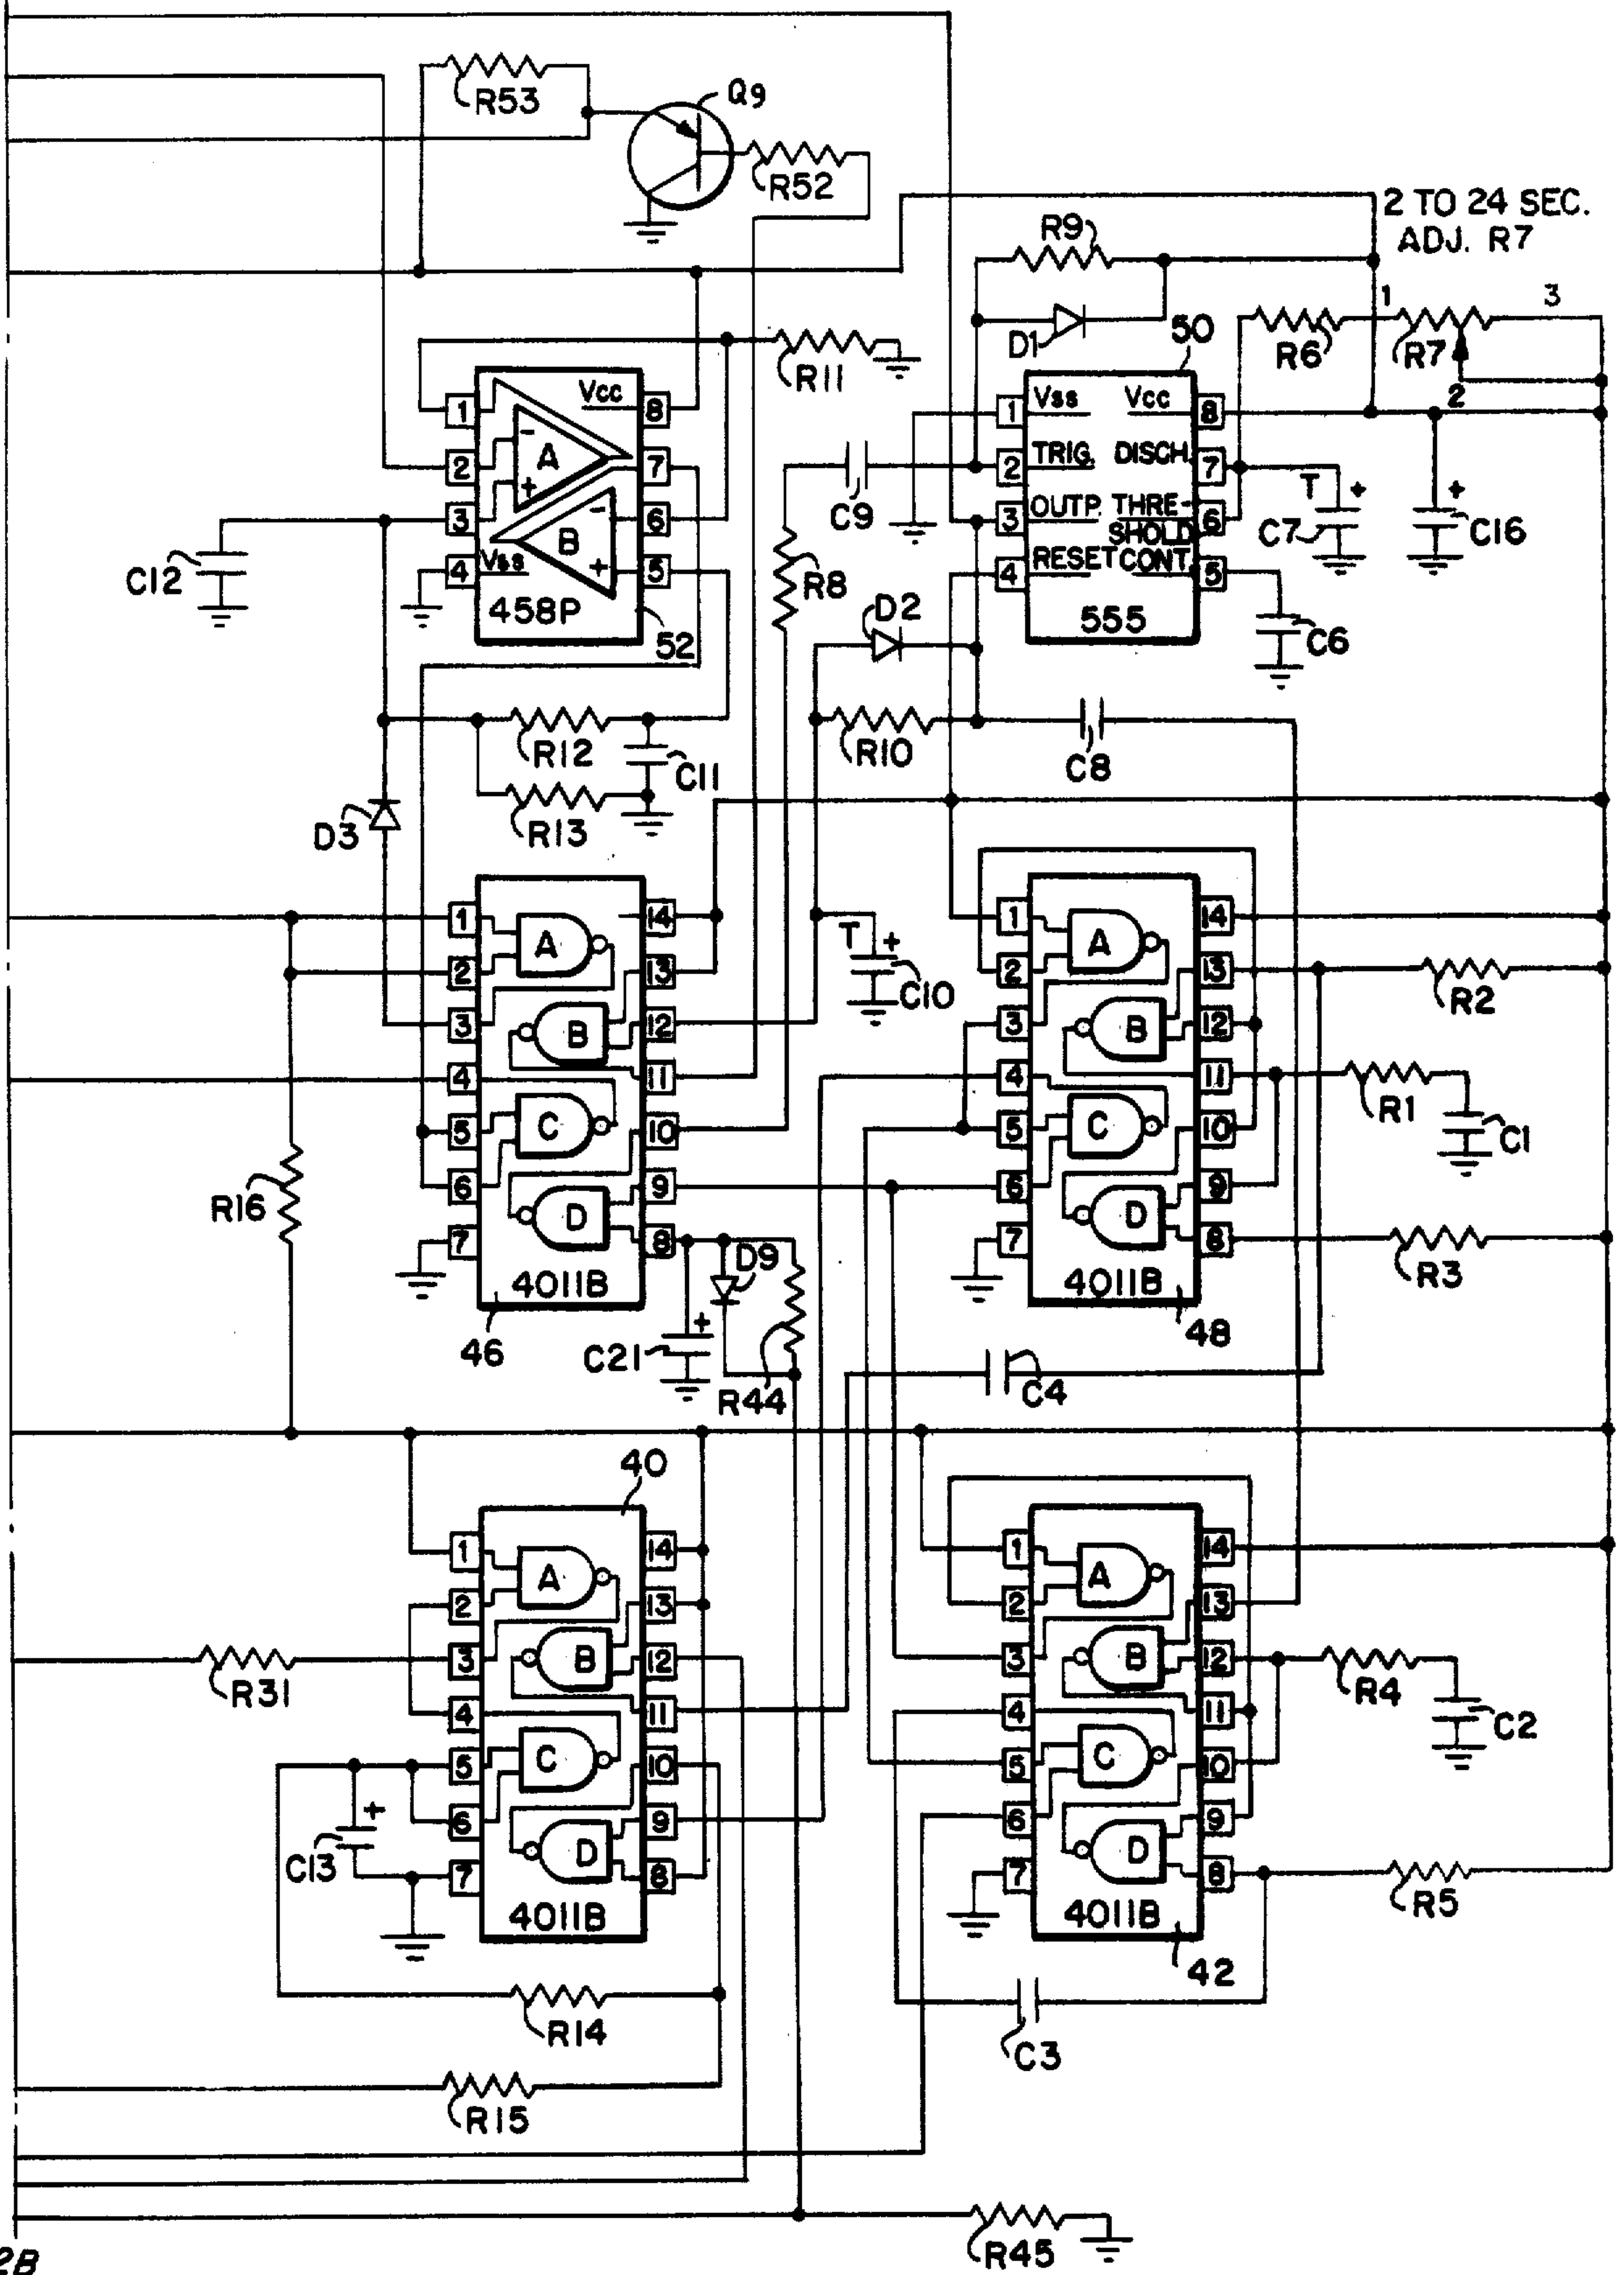 R53
Q9
R52
2 TO 24 SEC.
ADJ. R7
R9
D1
1
3
50
R6
R7
2
R11
1
Vcc
8
2
A
7
3
B
6
4
Vss
5
458P
52
-
+
-
+
C12
1
Vss
Vcc
8
2
TRIG.
DISCH.
7
3
OUTP.
THRE-
SHOLD
6
4
RESET
CONT.
5
555
C9
R8
T
+
C7
+
C16
C6
D2
R10
C8
R12
C11
R13
D3
1
A
14
2
13
3
B
12
4
11
5
C
10
6
9
7
D
8
4011B
46
T
+
C10
1
A
14
2
13
3
B
12
4
11
5
C
10
6
9
7
D
8
4011B
48
R2
R1
C1
R3
R16
D9
+
C21
R44
C4
40
1
A
14
2
13
3
B
12
4
11
5
C
10
6
9
7
D
8
4011B
R31
+
C13
1
A
14
2
13
3
B
12
4
11
5
C
10
6
9
7
D
8
4011B
42
R4
C2
R5
R14
C3
R15
R45
2B